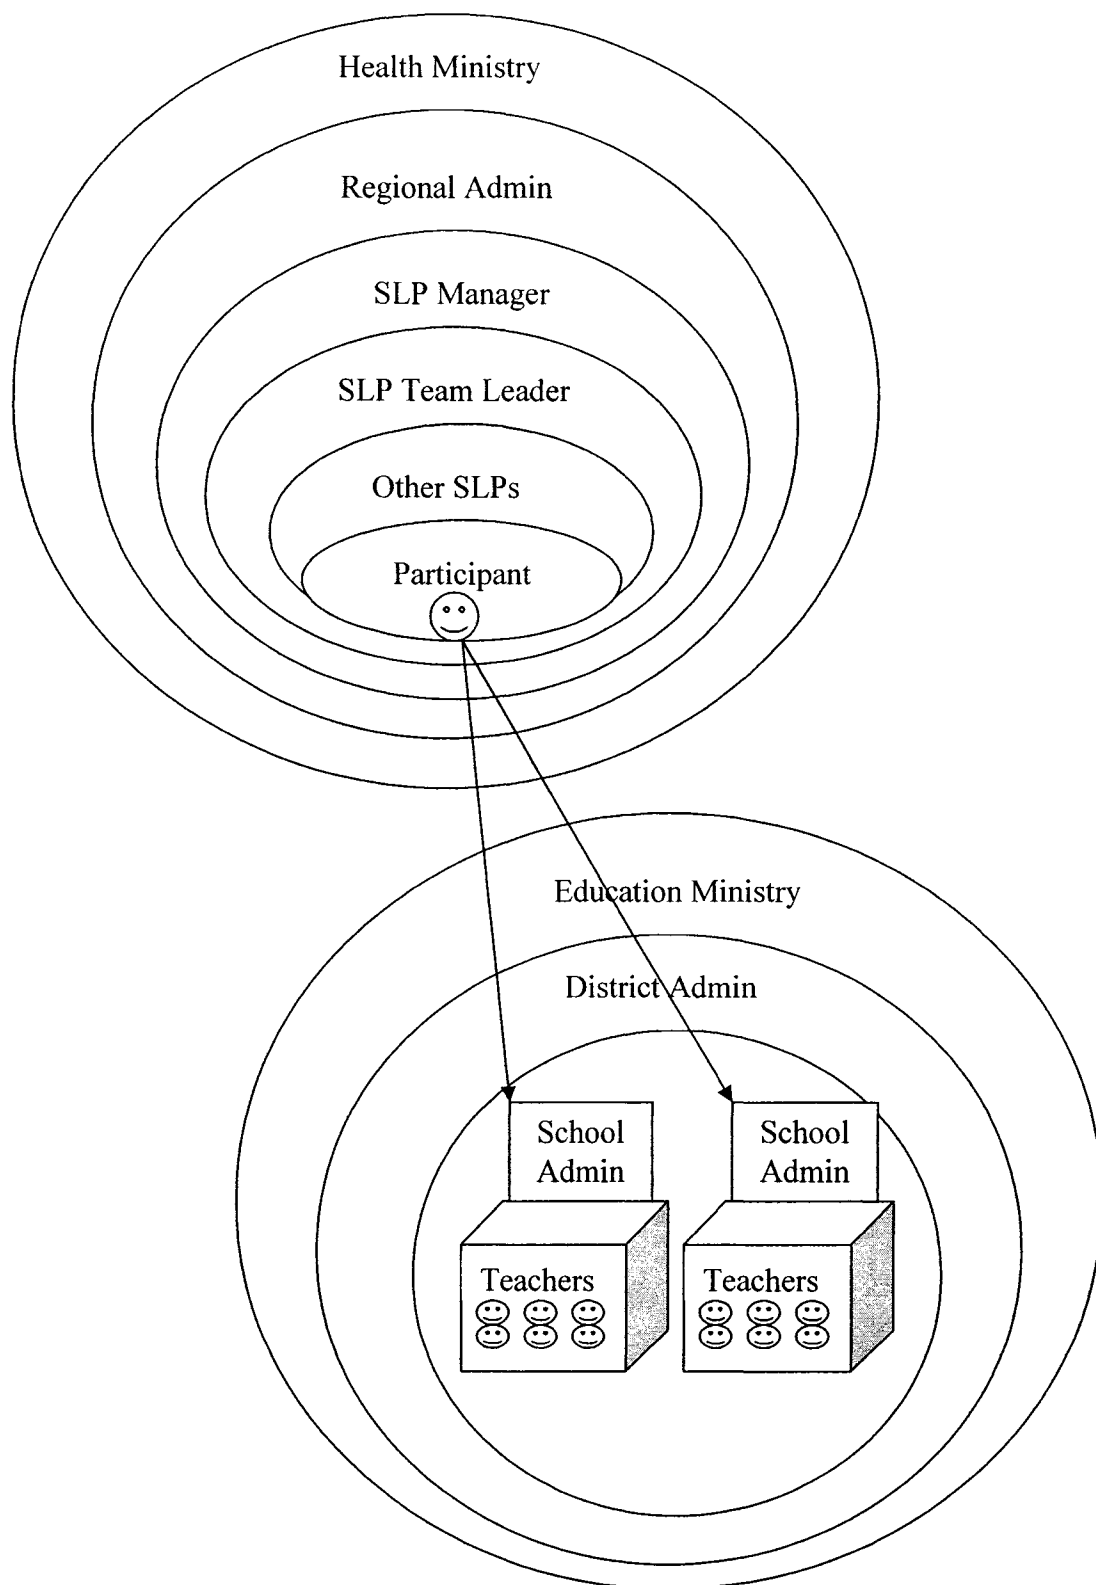 Health Ministry
Regional Admin
SLP Manager
SLP Team Leader
Other SLPs
Participant
Education Ministry
District Admin
School
Admin
School
Admin
Teachers
Teachers